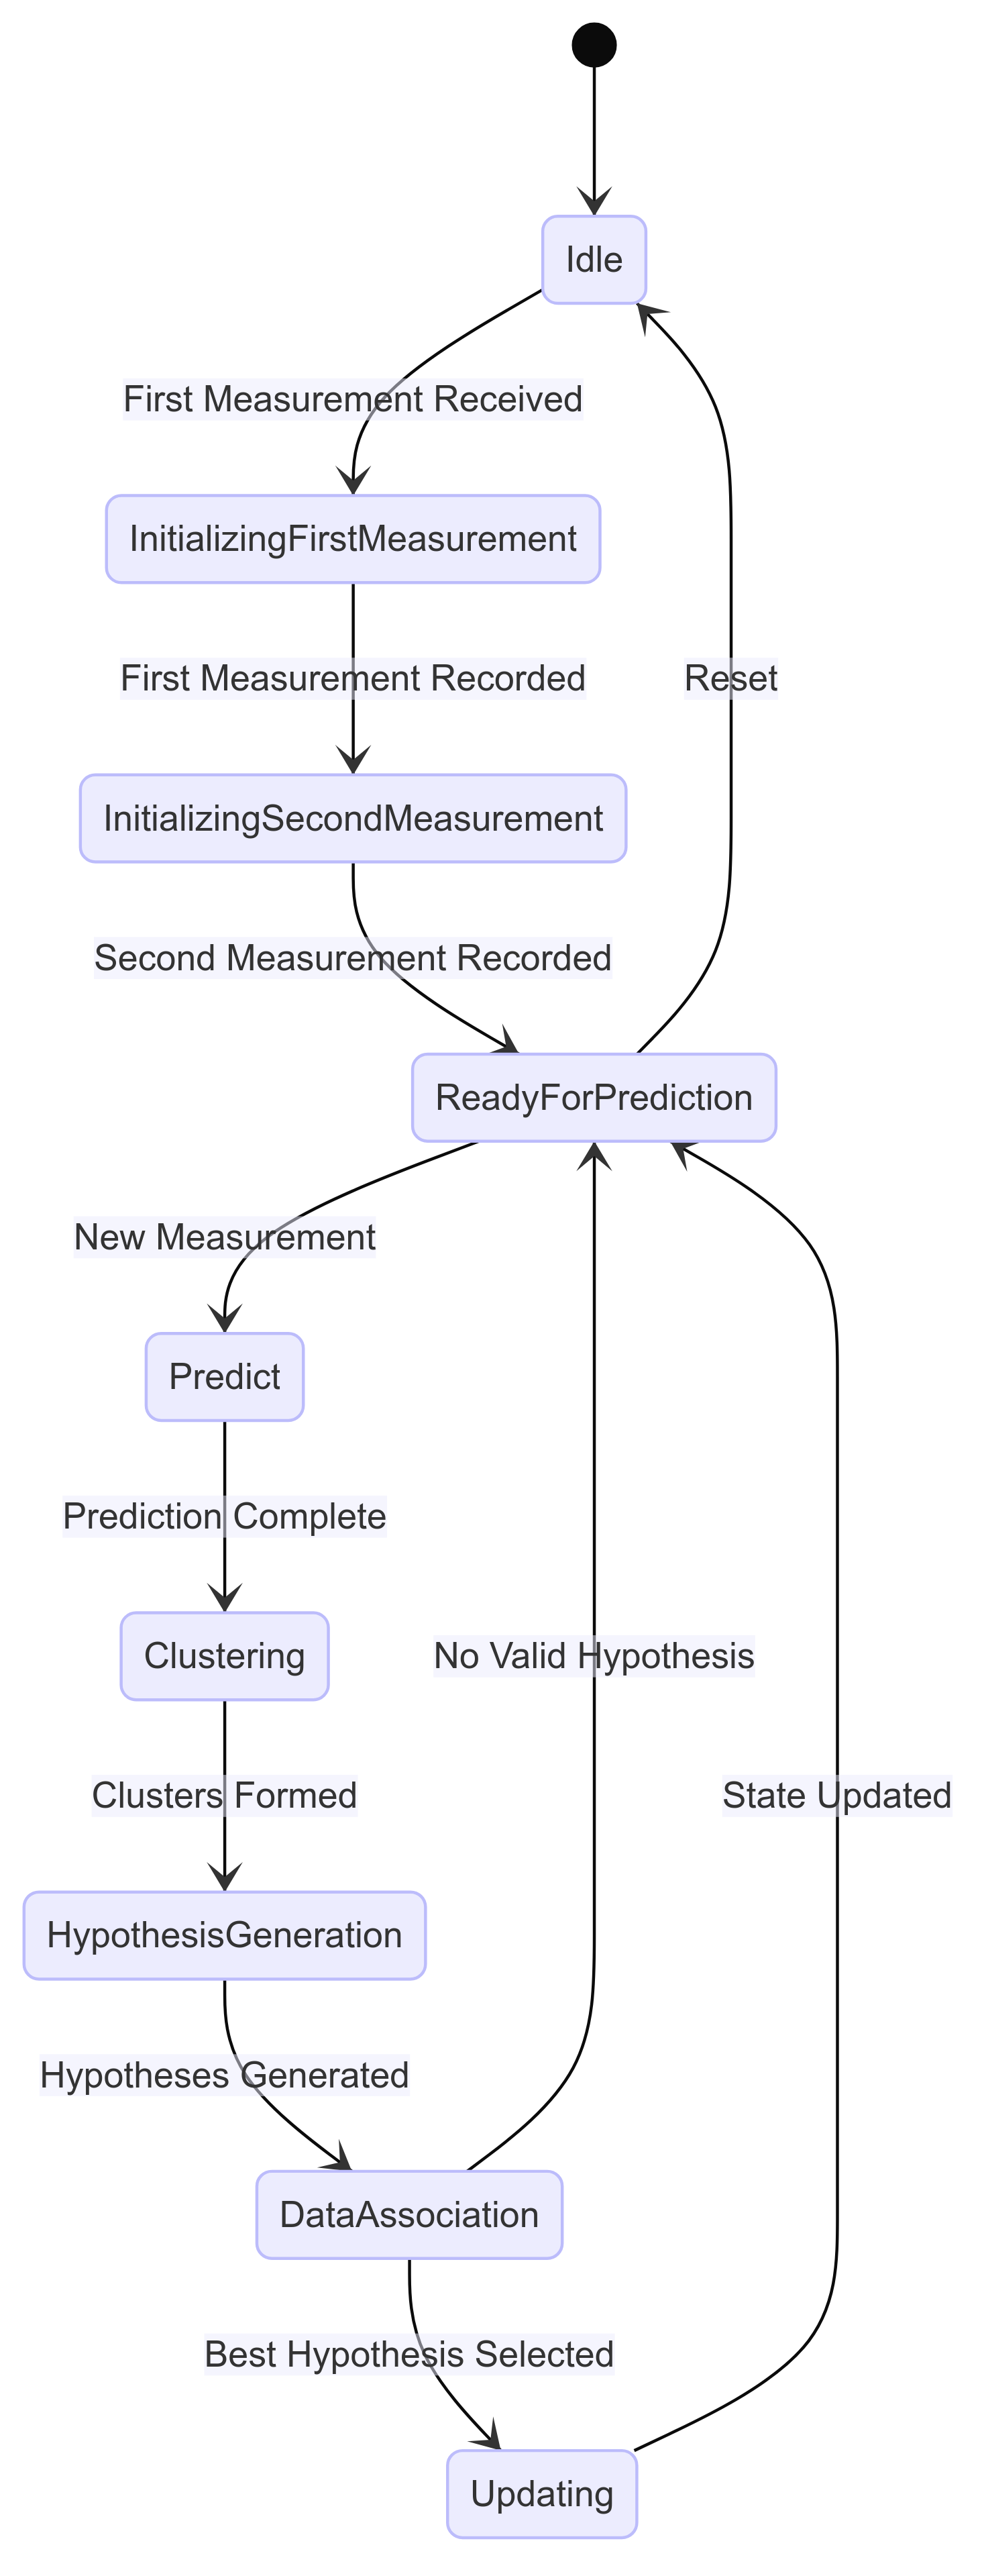 Idle
First Measurement Received
InitializingFirstMeasurement
First Measurement Recorded
Reset
InitializingSecondMeasurement
Second Measurement Recorded
ReadyForPrediction
New Measurement
Predict
Prediction Complete
Clustering
No Valid Hypothesis
Clusters Formed
State Updated
HypothesisGeneration
Hypotheses Generated
DataAssociation
Best Hypothesis Selected
Updating